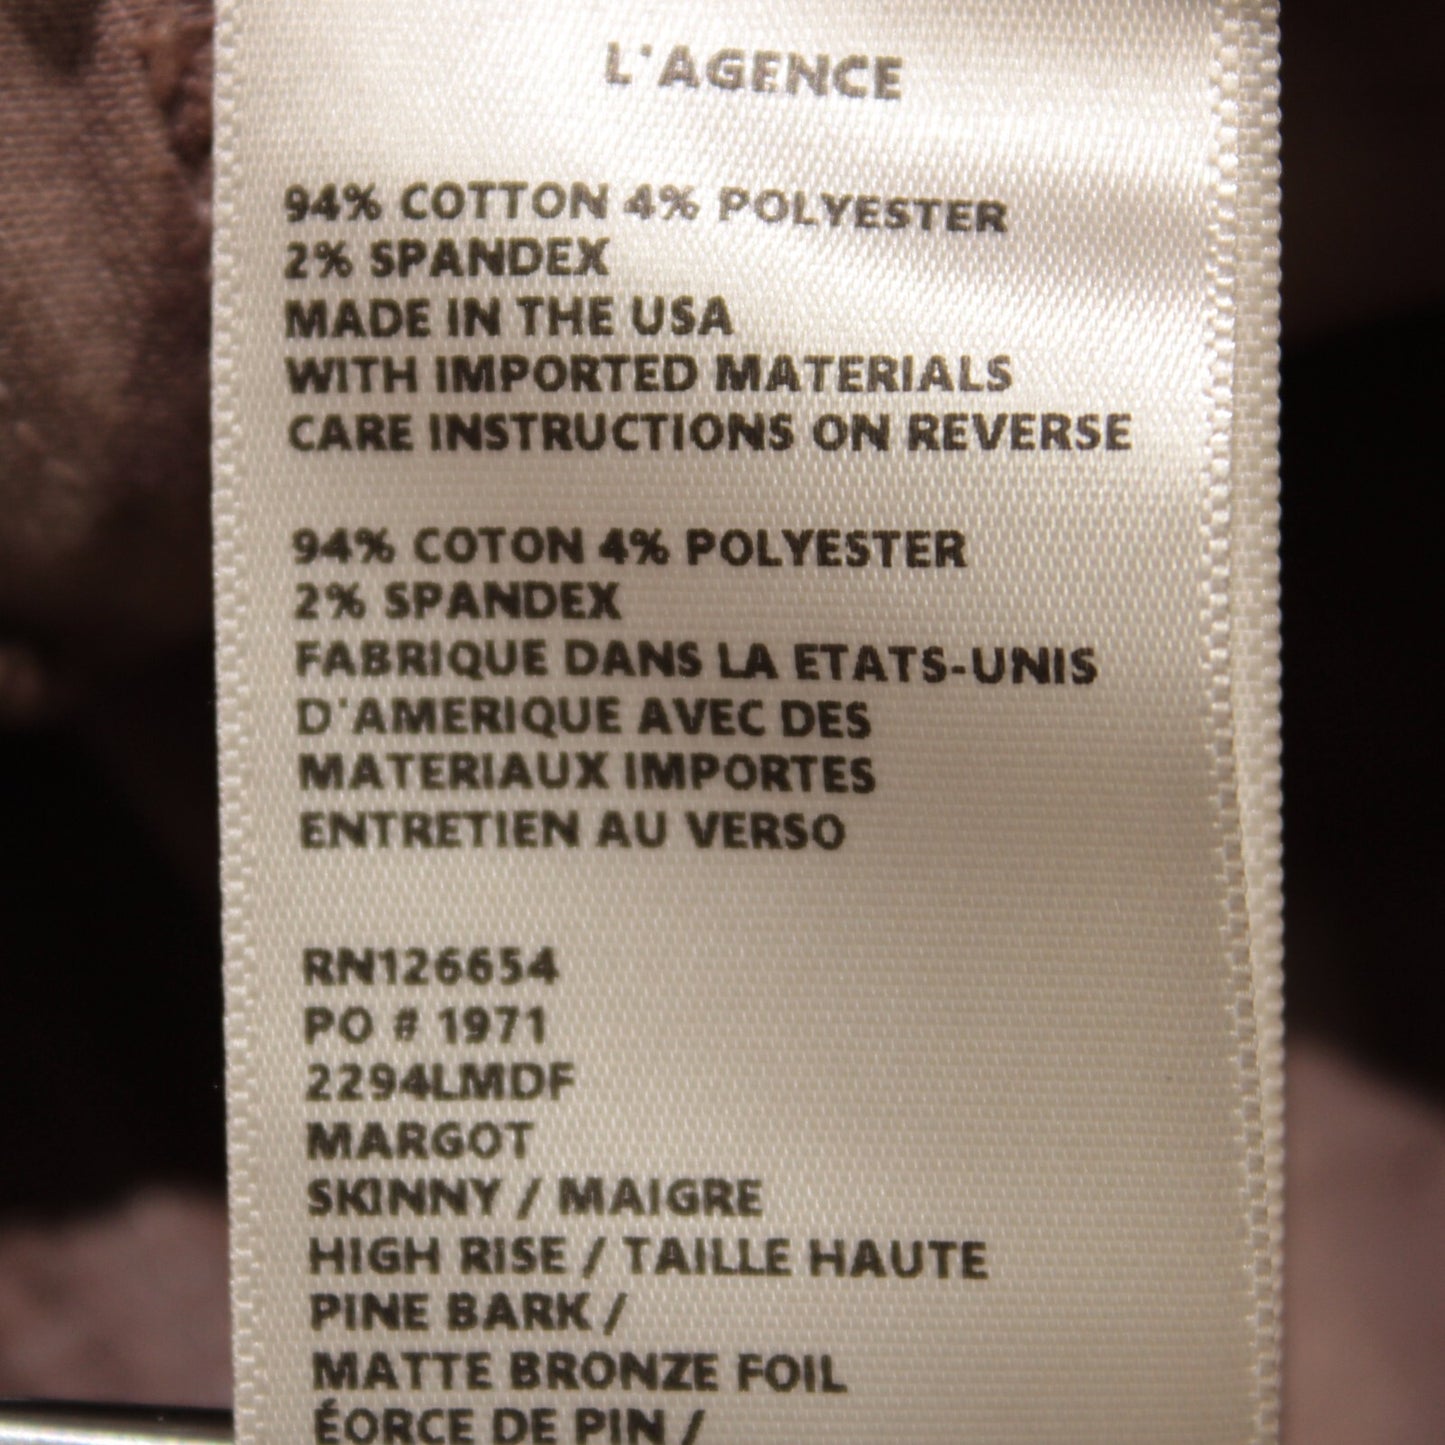 L'AGENCE
94% COTTON 4% POLYESTER
2% SPANDEX
MADE IN THE USA
WITH IMPORTED MATERIALS
CARE INSTRUCTIONS ON REVERSE
94% COTON 4% POLYESTER
2% SPANDEX
FABRIQUE DANS LA ETATS-UNIS
D'AMERIQUE AVEC DES
MATERIAUX IMPORTES
ENTRETIEN AU VERSO
RN126654
PO # 1971
2294LMDF
MARGOT
SKINNY / MAIGRE
HIGH RISE / TAILLE HAUTE
PINE BARK /
MATTE BRONZE FOIL
ÉORCE DE PIN /